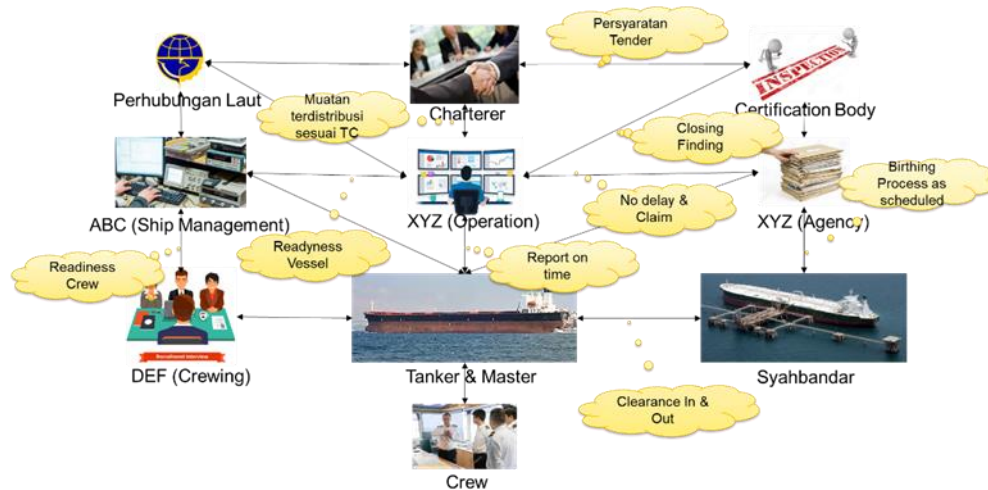 Persyaratan
Tender
INSPECTION
Perhubungan Laut
Charterer
Certification Body
Muatan
terdistribusi
sesuai TC
Closing
Finding
Birthing
Process as
scheduled
No delay &
Claim
ABC (Ship Management)
XYZ (Operation)
XYZ (Agency)
Readyness
Vessel
Report on
time
Readiness
Crew
Recruitment Interview
DEF (Crewing)
Tanker & Master
Syahbandar
Clearance In &
Out
Crew